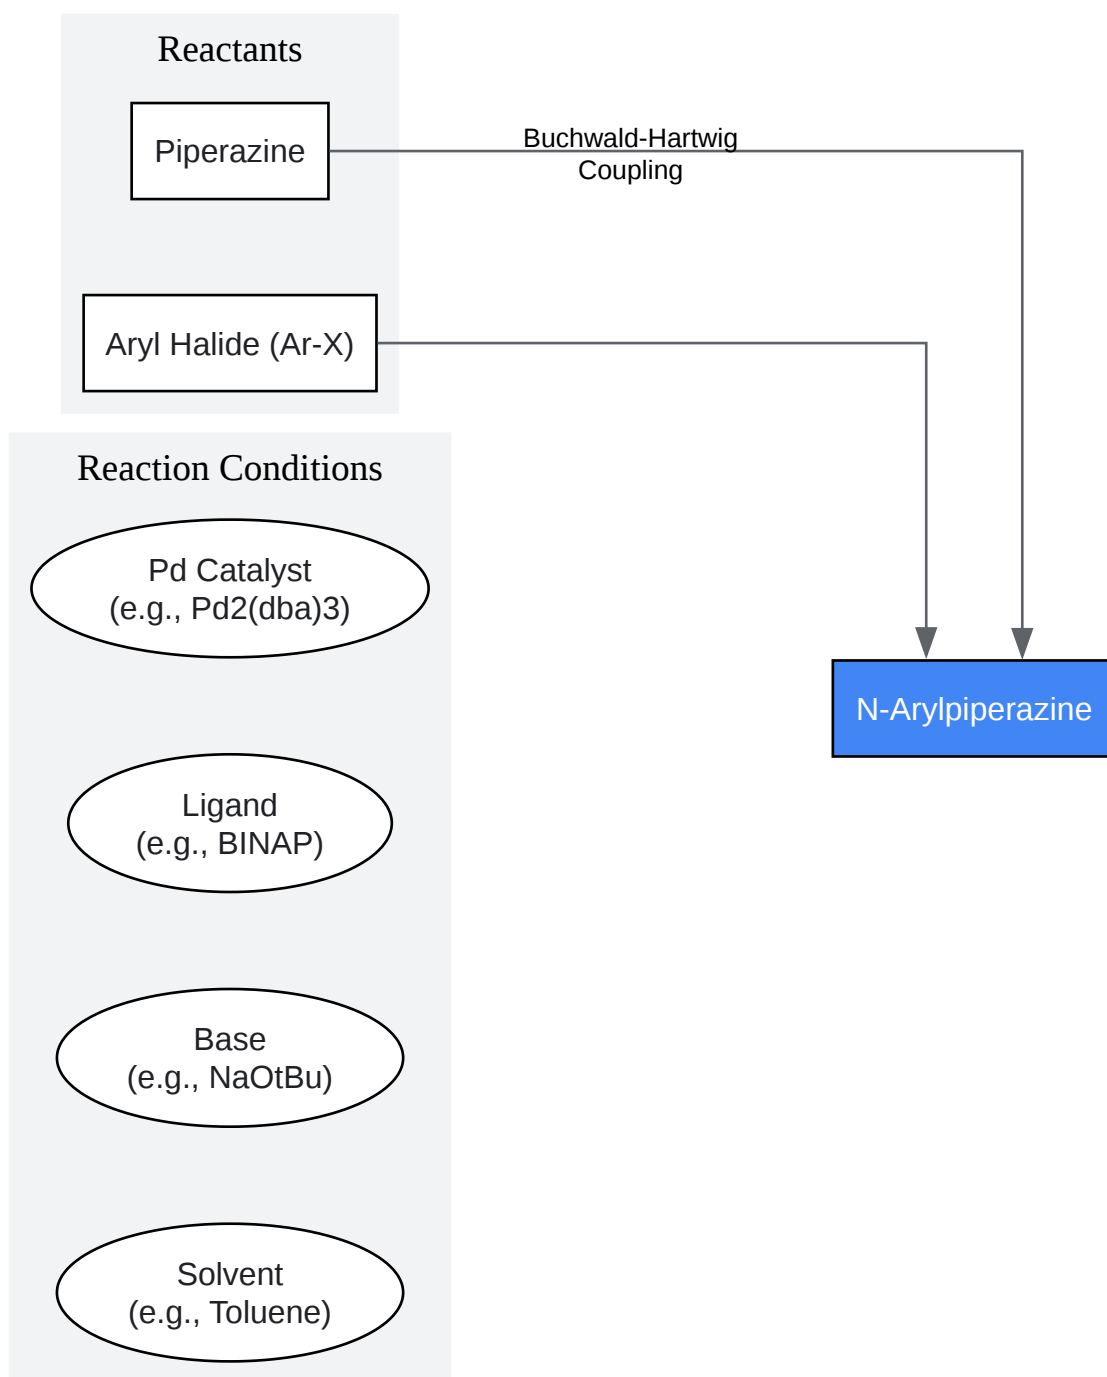 Reactants
Piperazine
Buchwald-Hartwig
Coupling
Aryl Halide (Ar-X)
Reaction Conditions
Pd Catalyst
(e.g., Pd2(dba)3)
N-Arylpiperazine
Ligand
(e.g., BINAP)
Base
(e.g., NaOtBu)
Solvent
(e.g., Toluene)